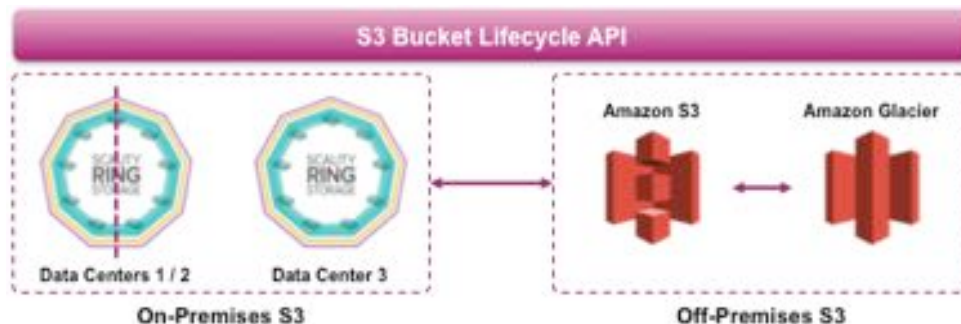 S3 Bucket Lifecycle API
SCALITY
RING
STORAGE
SCALITY
RING
STORAGE
Amazon S3
Amazon Glacier
Data Centers 1 / 2
Data Center 3
On-Premises S3
Off-Premises S3